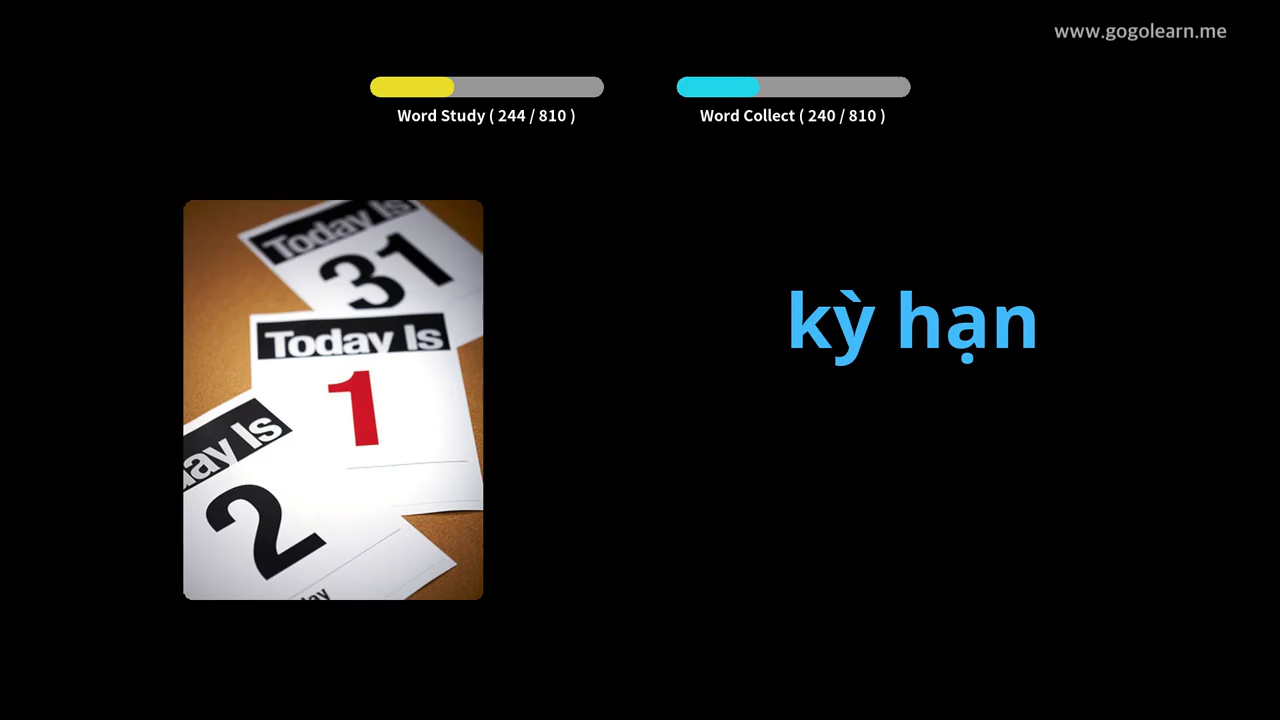 www.gogolearn.me
Word Study ( 244 / 810 )
Word Collect ( 240 / 810 )
Today Is
31
Today Is
1
ay Is
2
kỳ hạn